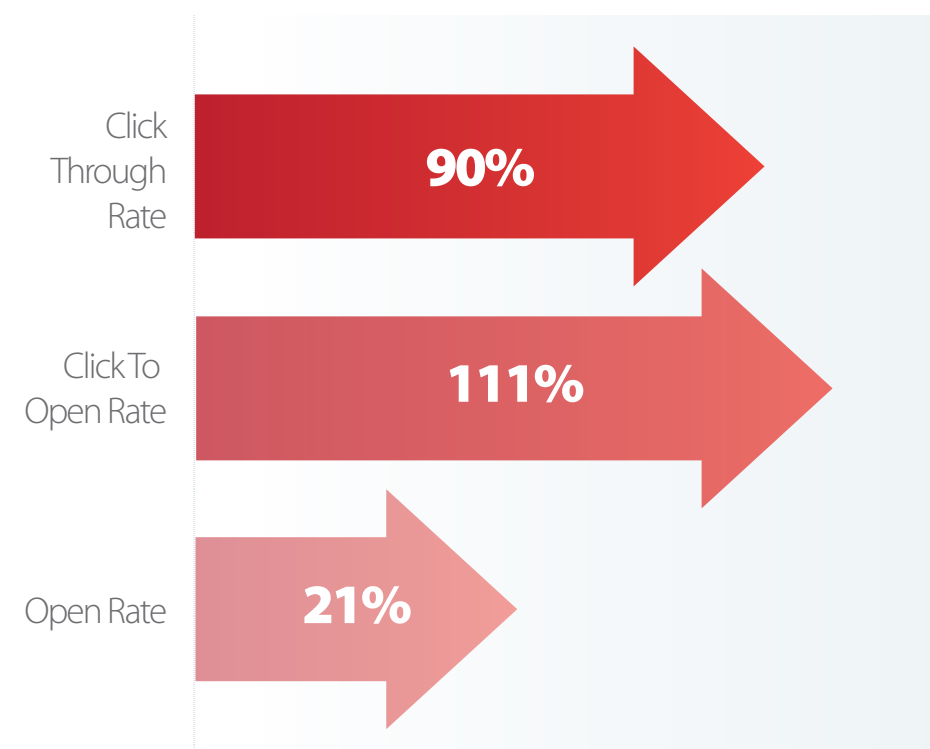 Click
Through
Rate
90%
Click To
Open Rate
111%
Open Rate
21%